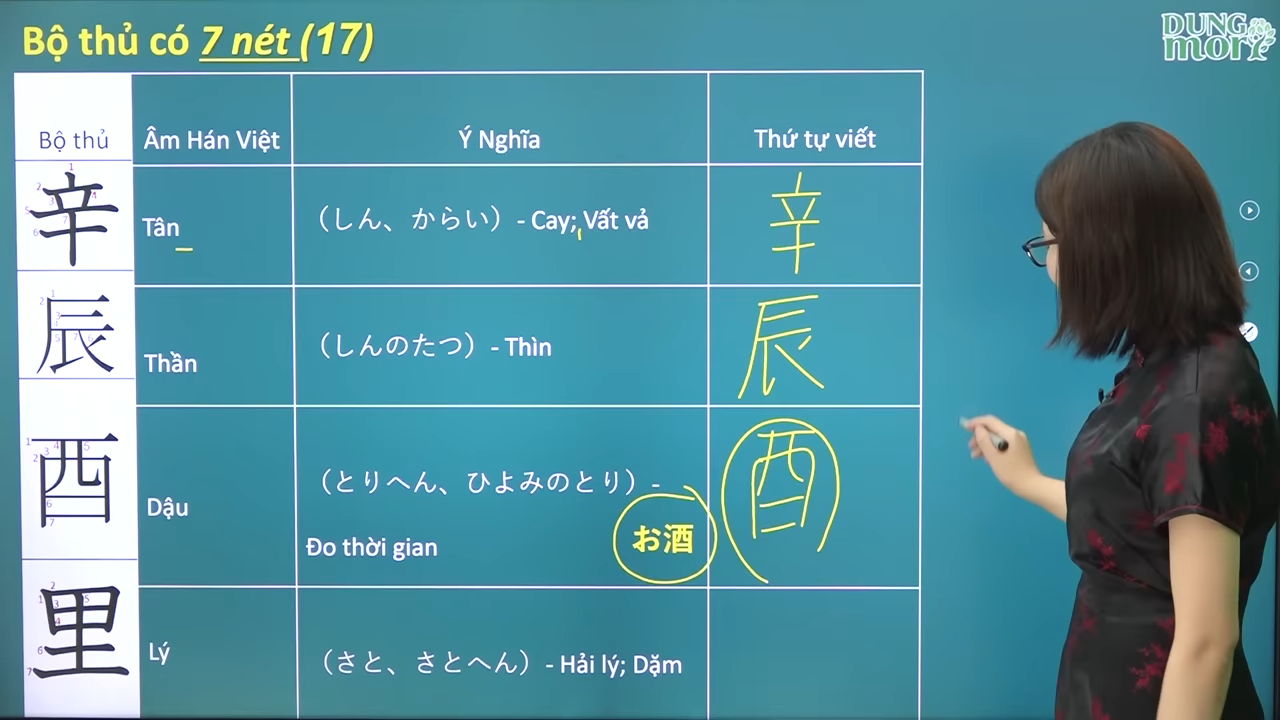 Bộ thủ có 7 nét (17)
DUNG
mori
Bộ thủ
Âm Hán Việt
Ý Nghĩa
Thứ tự viết
辛
Tân
（しん、からい）- Cay; Vất vả
辛
辰
Thần
（しんのたつ）- Thìn
辰
酉
Dậu
（とりへん、ひよみのとり）-
Đo thời gian
お酒
酉
里
Lý
（さと、さとへん）- Hải lý; Dặm